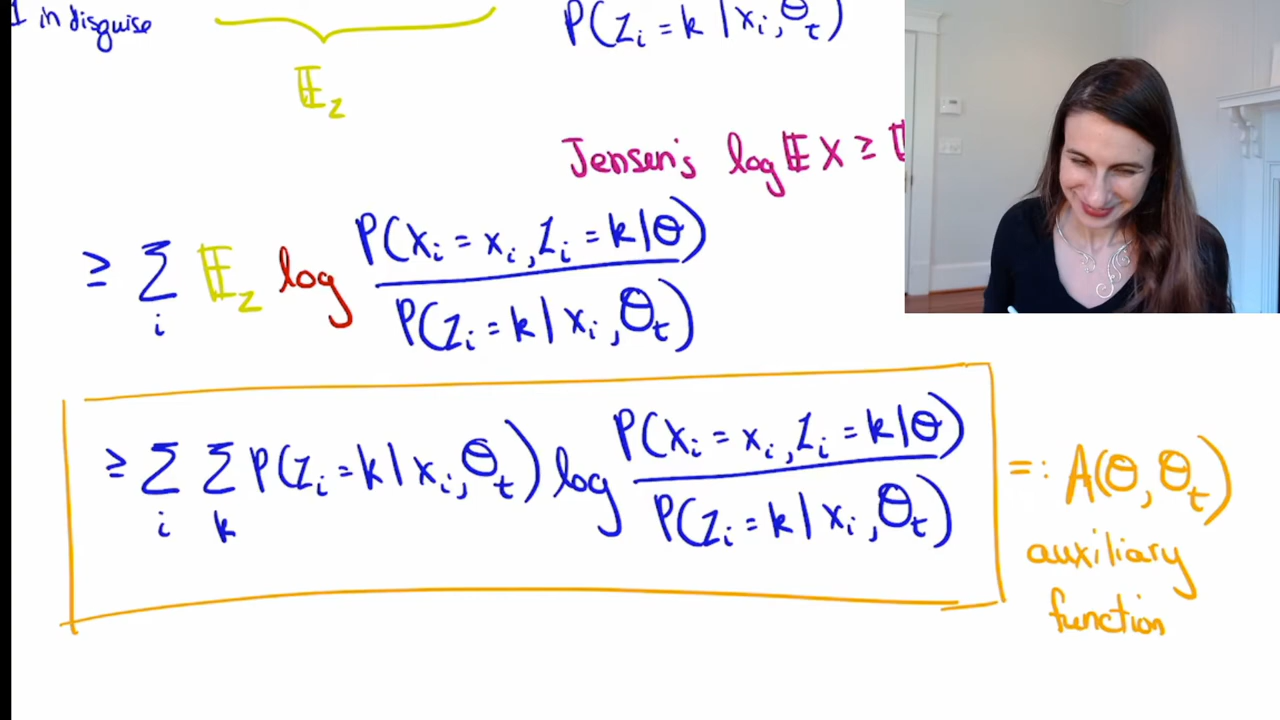 1 in disguise
P(Z_i = k | x_i, θ_t)
𝔼_z
Jensen's log 𝔼 X ≥ 𝔼
≥ Σ_i 𝔼_z log P(X_i = x_i, Z_i = k | θ) / P(Z_i = k | x_i, θ_t)
≥ Σ_i Σ_k P(Z_i = k | x_i, θ_t) log P(X_i = x_i, Z_i = k | θ) / P(Z_i = k | x_i, θ_t) =: A(θ, θ_t)
auxiliary
function